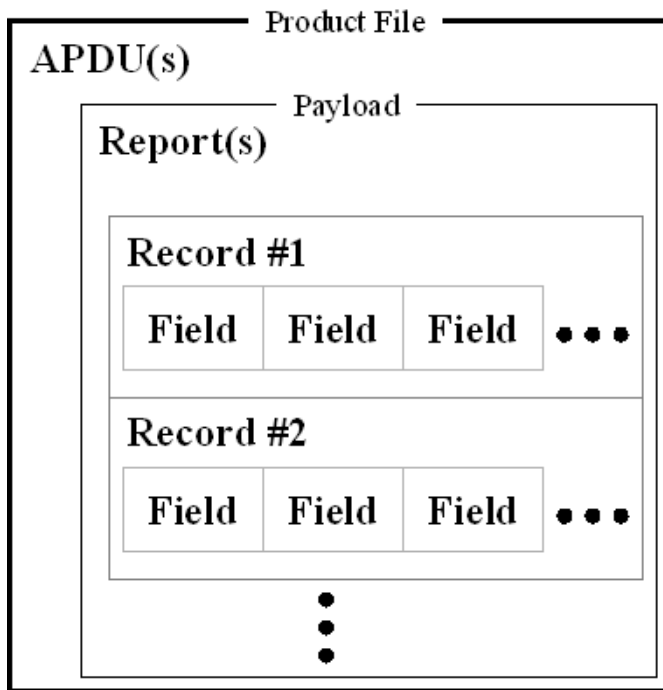 Product File
APDU(s)
Payload
Report(s)
Record #1
Field Field Field
Record #2
Field Field Field